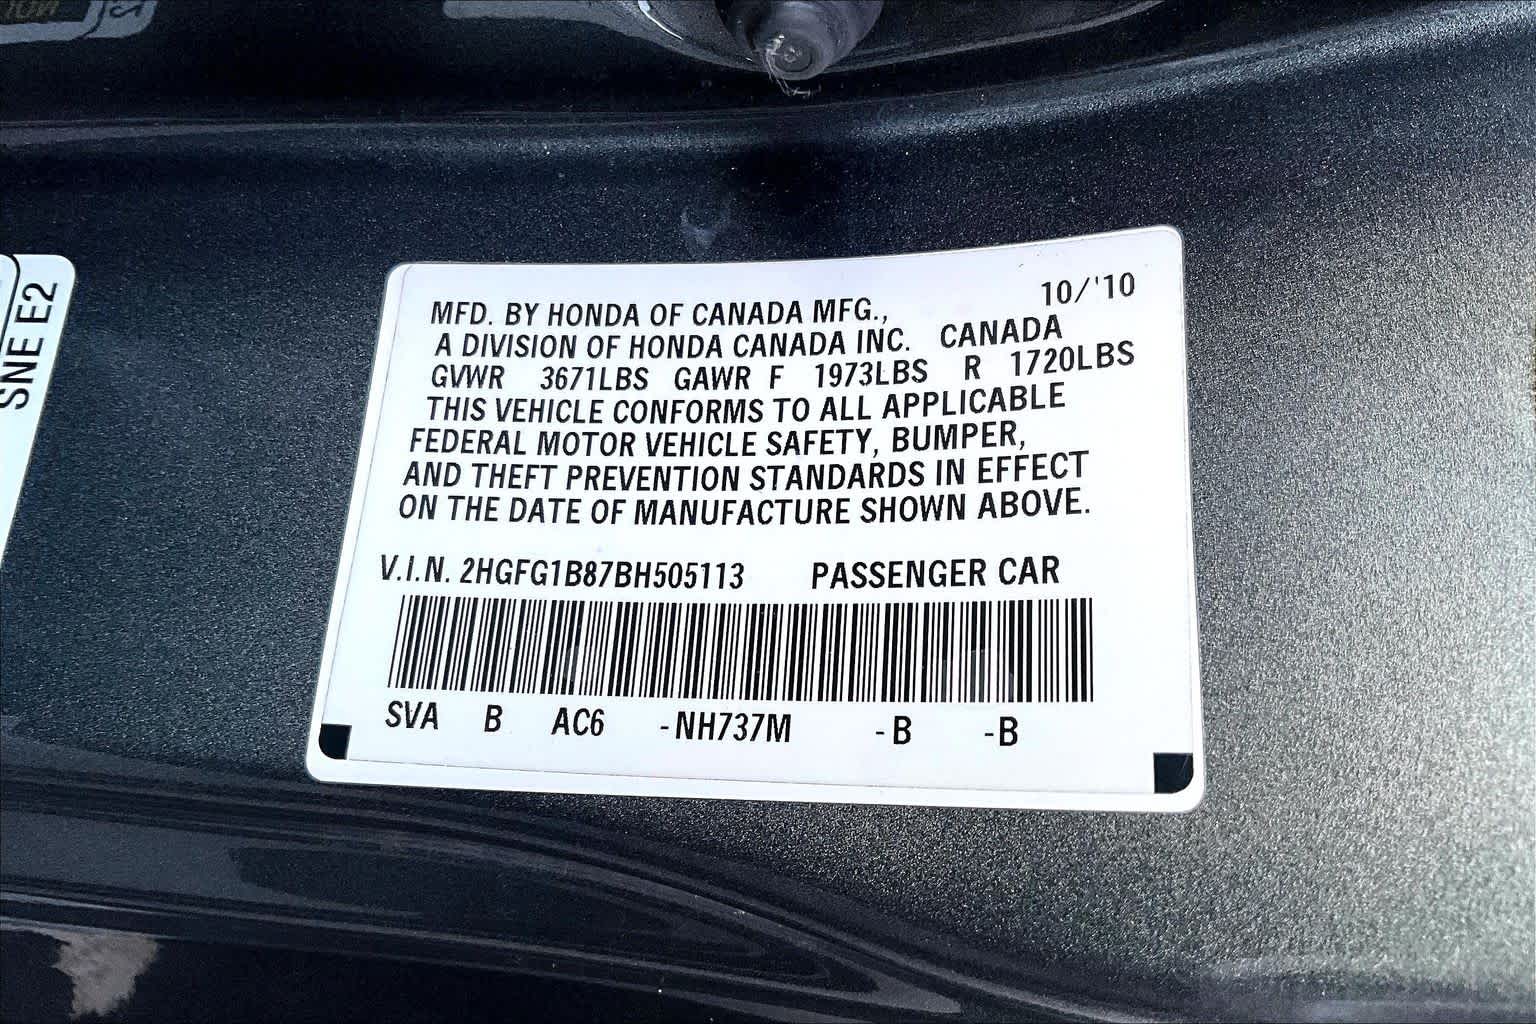 SNE E2
10/'10
MFD. BY HONDA OF CANADA MFG.,
A DIVISION OF HONDA CANADA INC. CANADA
GVWR 3671LBS GAWR F 1973LBS R 1720LBS
THIS VEHICLE CONFORMS TO ALL APPLICABLE
FEDERAL MOTOR VEHICLE SAFETY, BUMPER,
AND THEFT PREVENTION STANDARDS IN EFFECT
ON THE DATE OF MANUFACTURE SHOWN ABOVE.
V.I.N. 2HGFG1B87BH505113 PASSENGER CAR
SVA B AC6 -NH737M -B -B